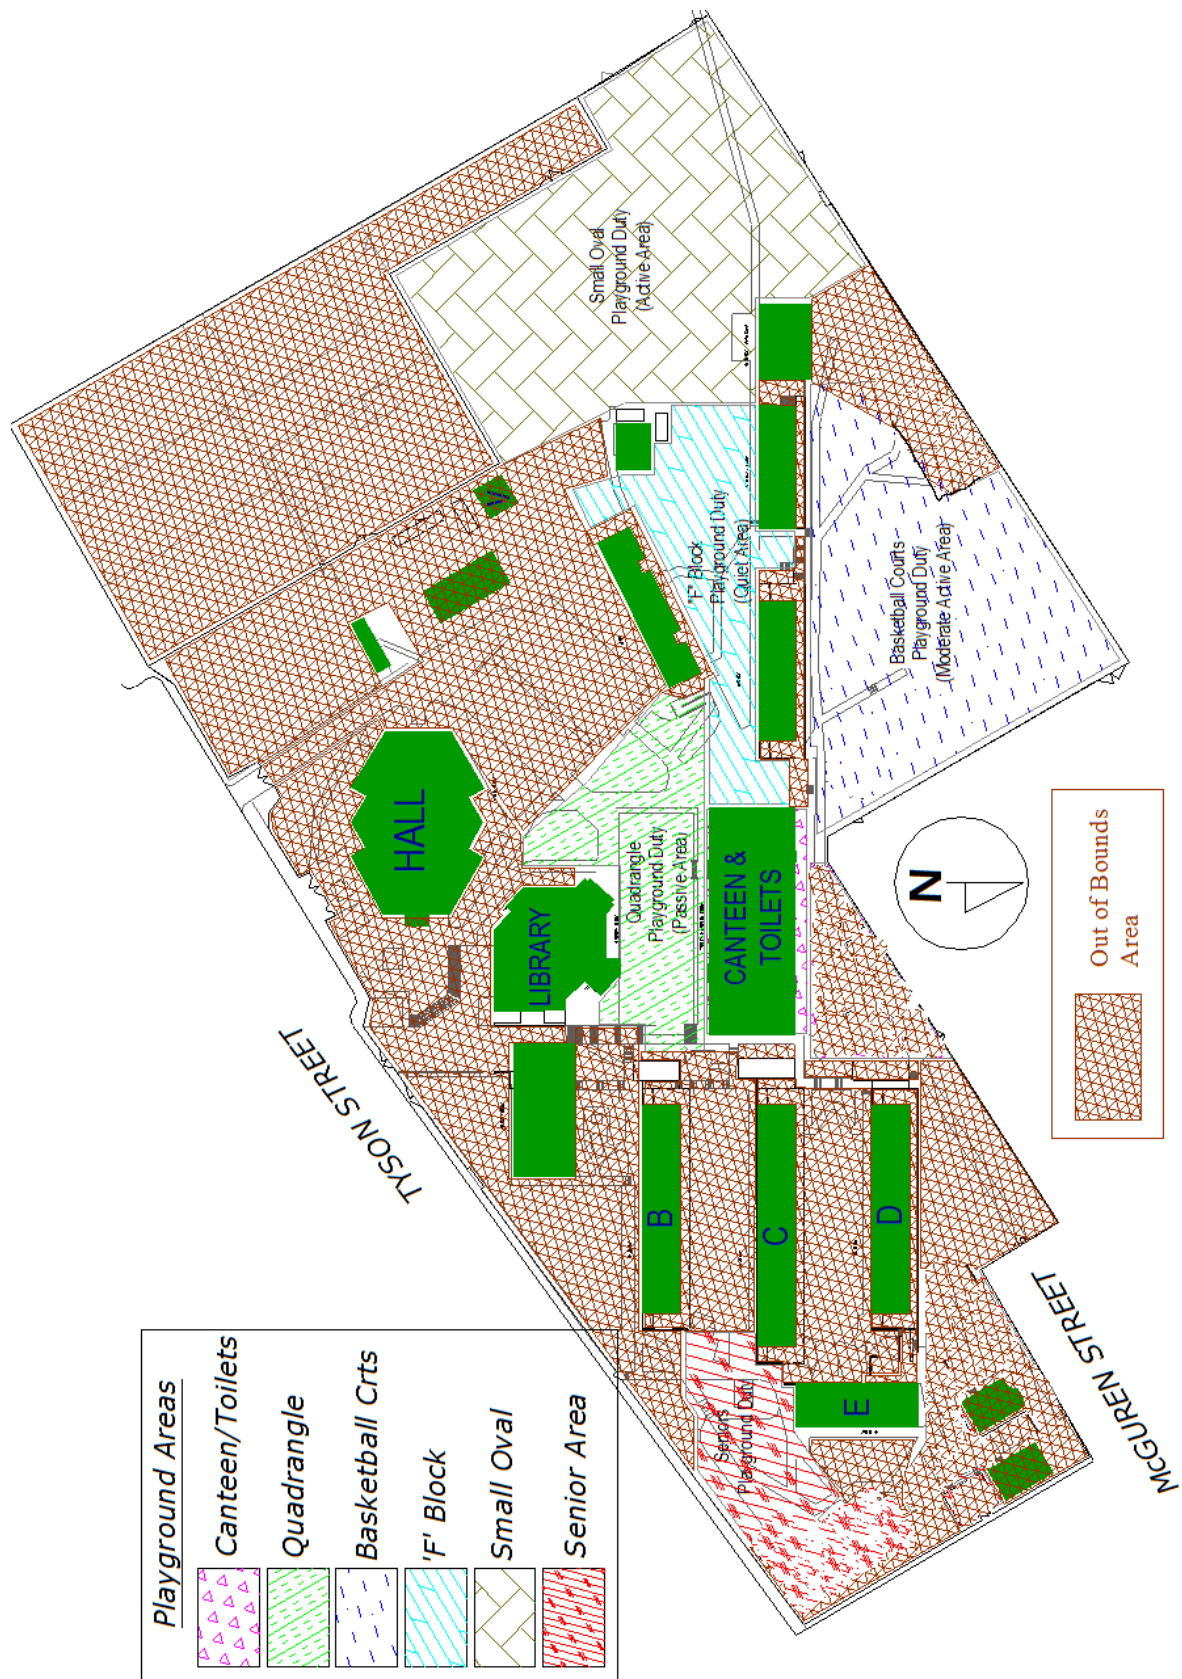 Playground Areas
Canteen/Toilets
Quadrangle
Basketball Crts
'F' Block
Small Oval
Senior Area
TYSON STREET
McGUREN STREET
HALL
LIBRARY
CANTEEN &
TOILETS
B
C
D
E
V
Small Oval
Playground Duty
(Active Area)
"F" Block
Playground Duty
(Quiet Area)
Basketball Courts
Playground Duty
(Moderate Active Area)
Quadrangle
Playground Duty
(Passive Area)
Seniors
Playground Duty
N
Out of Bounds
Area